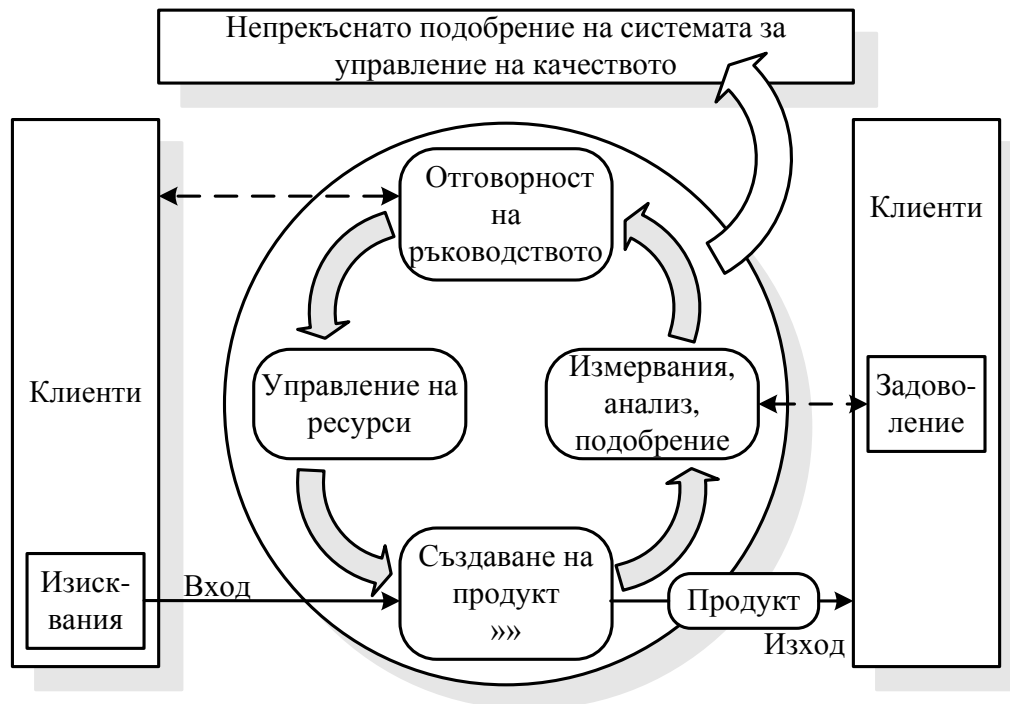 Непрекъснато подобрение на системата за
управление на качеството
Отговорност
на
ръководството
Клиенти
Клиенти
Управление на
ресурси
Измервания,
анализ,
подобрение
Задово-
ление
Изиск-
вания
Вход
Създаване на
продукт
»»
Продукт
Изход